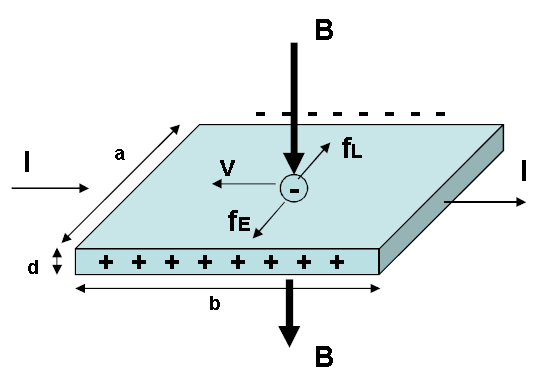 B
- - - - - - - -
a
I
fL
V
-
I
fE
d
+ + + + + + + +
b
B